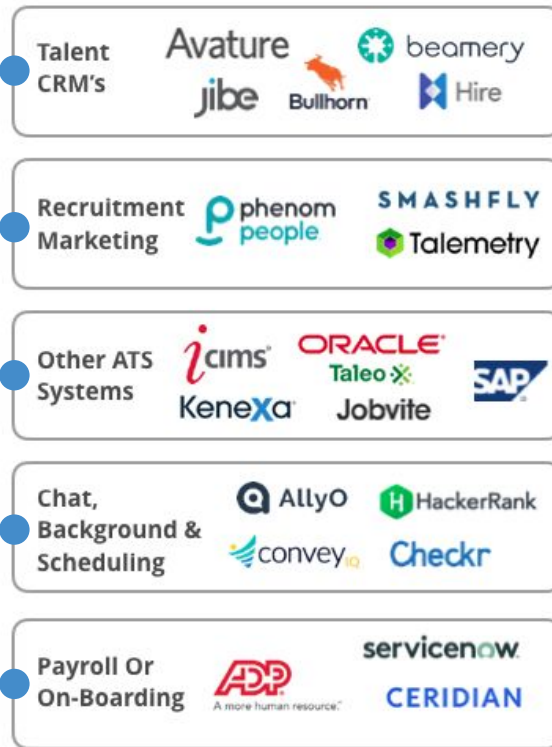 Talent
CRM's
Avature
beamery
jibe
Bullhorn
Hire
Recruitment
Marketing
phenom
people
SMASHFLY
Talemetry
Other ATS
Systems
icims
ORACLE
Taleo
SAP
Kenexa
Jobvite
Chat,
Background &
Scheduling
AllyO
H HackerRank
convey IQ
Checkr
Payroll Or
On-Boarding
ADP
A more human resource.
servicenow
CERIDIAN